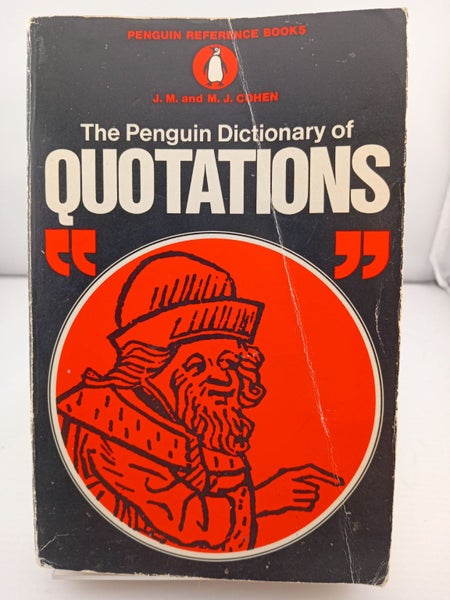 PENGUIN REFERENCE BOOKS
J. M. and M. J. COHEN
The Penguin Dictionary of
QUOTATIONS
“ ”